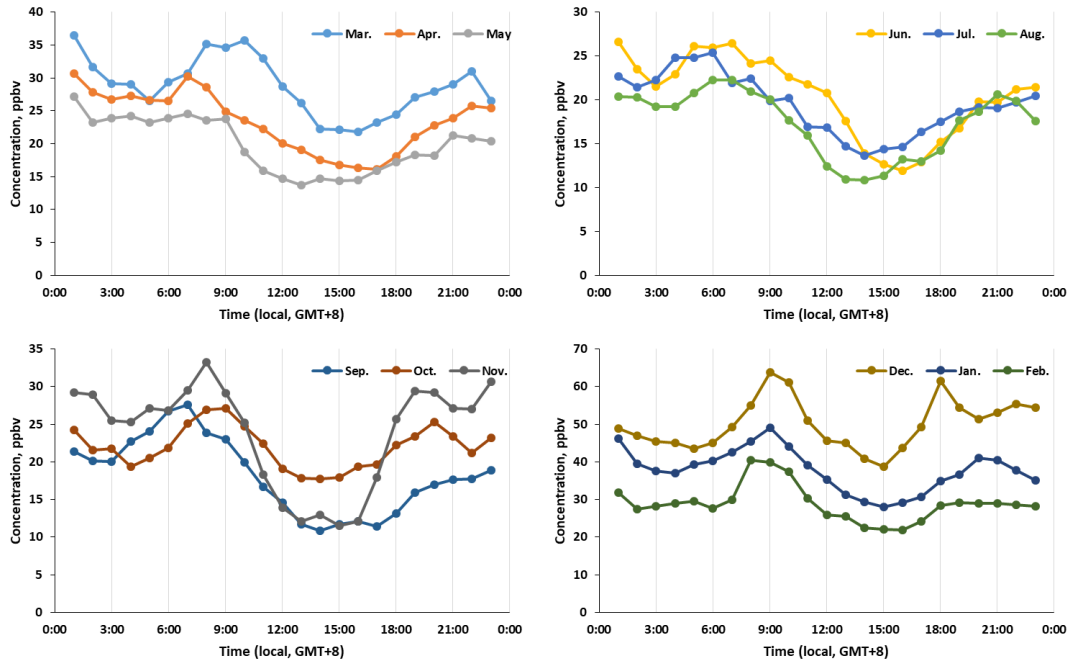 40
35
30
25
20
15
10
5
0
Concentration, ppbv
Mar. Apr. May
0:00 3:00 6:00 9:00 12:00 15:00 18:00 21:00 0:00
Time (local, GMT+8)
30
25
20
15
10
5
0
Concentration, ppbv
Jun. Jul. Aug.
0:00 3:00 6:00 9:00 12:00 15:00 18:00 21:00 0:00
Time (local, GMT+8)
35
30
25
20
15
10
5
0
Concentration, ppbv
Sep. Oct. Nov.
0:00 3:00 6:00 9:00 12:00 15:00 18:00 21:00 0:00
Time (local, GMT+8)
70
60
50
40
30
20
10
0
Concentration, ppbv
Dec. Jan. Feb.
0:00 3:00 6:00 9:00 12:00 15:00 18:00 21:00 0:00
Time (local, GMT+8)